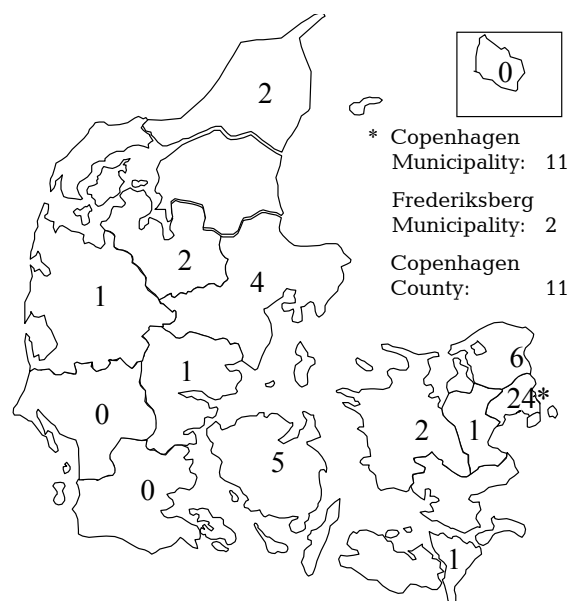 2
0
* Copenhagen
Municipality: 11
Frederiksberg
Municipality: 2
2
4
Copenhagen
County: 11
1
1
6
24*
0
2
1
5
0
1